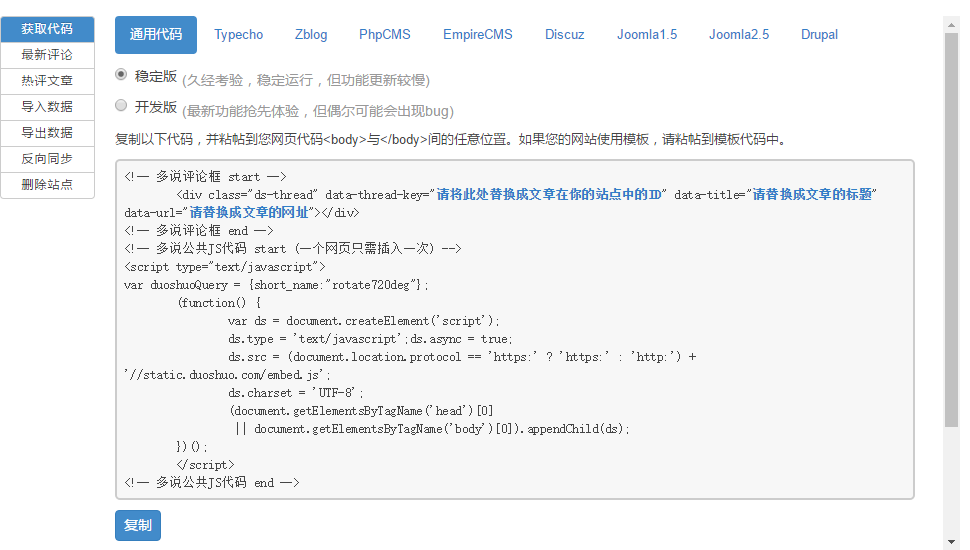 获取代码
最新评论
热评文章
导入数据
导出数据
反向同步
删除站点
通用代码 Typecho Zblog PhpCMS EmpireCMS Discuz Joomla1.5 Joomla2.5 Drupal
稳定版 (久经考验，稳定运行，但功能更新较慢)
开发版 (最新功能抢先体验，但偶尔可能会出现bug)
复制以下代码，并粘帖到您网页代码<body>与</body>间的任意位置。如果您的网站使用模板，请粘帖到模板代码中。
<!-- 多说评论框 start -->
<div class="ds-thread" data-thread-key="请将此处替换成文章在你的站点中的ID" data-title="请替换成文章的标题"
data-url="请替换成文章的网址"></div>
<!-- 多说评论框 end -->
<!-- 多说公共JS代码 start (一个网页只需插入一次) -->
<script type="text/javascript">
var duoshuoQuery = {short_name:"rotate720deg"};
(function() {
var ds = document.createElement('script');
ds.type = 'text/javascript';ds.async = true;
ds.src = (document.location.protocol == 'https:' ? 'https:' : 'http:') +
'//static.duoshuo.com/embed.js';
ds.charset = 'UTF-8';
(document.getElementsByTagName('head')[0]
|| document.getElementsByTagName('body')[0]).appendChild(ds);
})();
</script>
<!-- 多说公共JS代码 end -->
复制